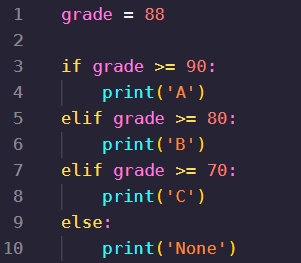 1 grade = 88
2
3 if grade >= 90:
4     print('A')
5 elif grade >= 80:
6     print('B')
7 elif grade >= 70:
8     print('C')
9 else:
10     print('None')